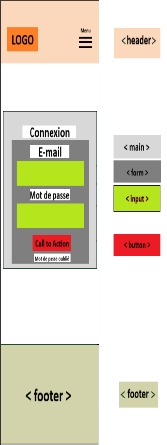 Menu
LOGO
<header>
Connexion
E-mail
Mot de passe
Call to Action
Mot de passe oublié
< main >
< form >
< input >
< button >
< footer >
< footer >